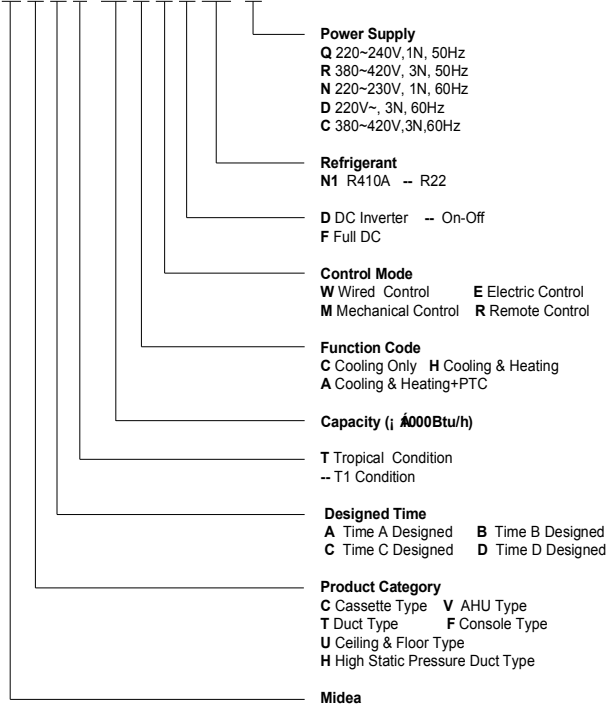 Power Supply
Q 220~240V,1N, 50Hz
R 380~420V, 3N, 50Hz
N 220~230V, 1N, 60Hz
D 220V~, 3N, 60Hz
C 380~420V,3N,60Hz
Refrigerant
N1 R410A -- R22
D DC Inverter -- On-Off
F Full DC
Control Mode
W Wired Control E Electric Control
M Mechanical Control R Remote Control
Function Code
C Cooling Only H Cooling & Heating
A Cooling & Heating+PTC
Capacity (¡Á1000Btu/h)
T Tropical Condition
-- T1 Condition
Designed Time
A Time A Designed B Time B Designed
C Time C Designed D Time D Designed
Product Category
C Cassette Type V AHU Type
T Duct Type F Console Type
U Ceiling & Floor Type
H High Static Pressure Duct Type
Midea